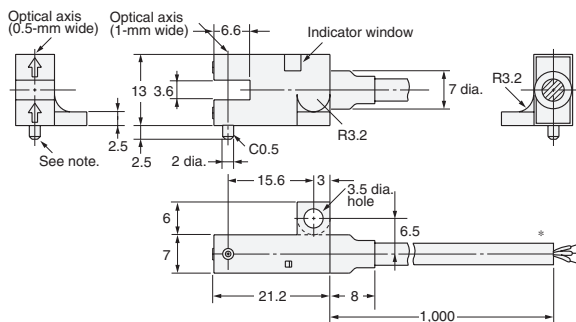 Optical axis
(0.5-mm wide)
Optical axis
(1-mm wide)
6.6
Indicator window
13
3.6
7 dia.
R3.2
2.5
2.5
See note.
C0.5
2 dia.
R3.2
15.6
3
3.5 dia.
hole
6
7
6.5
*
21.2
8
1,000